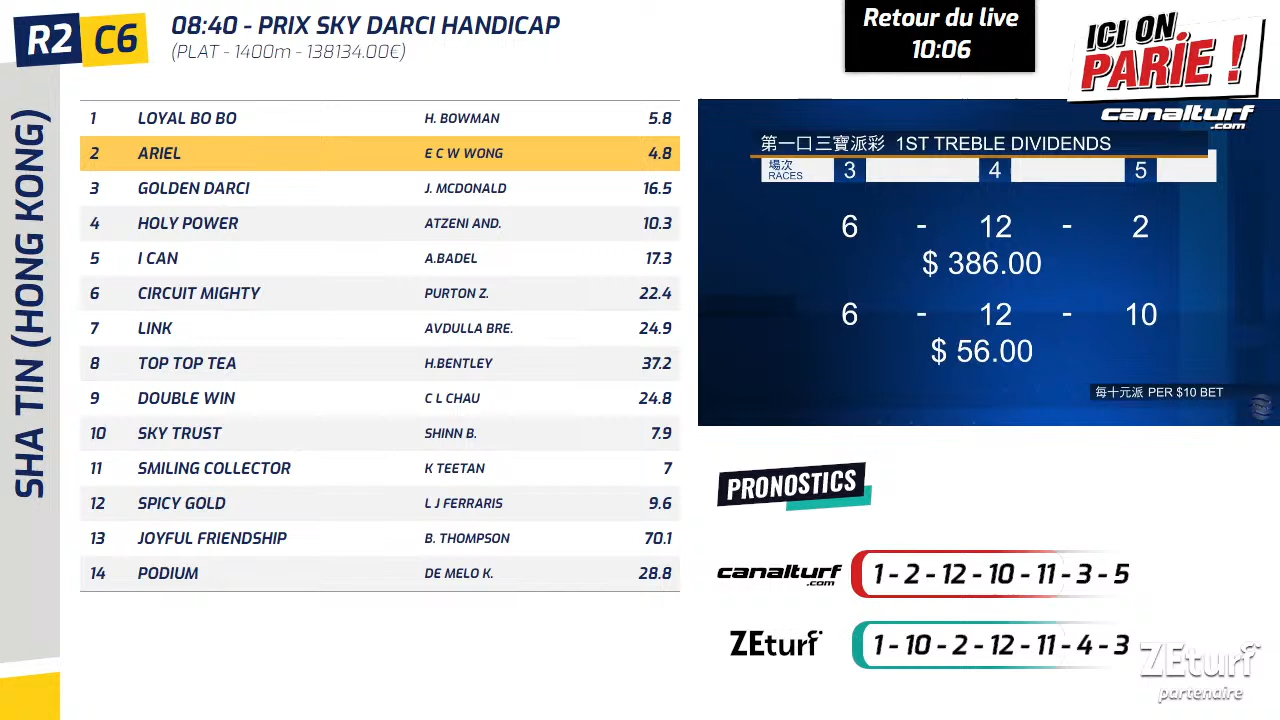 R2 C6
08:40 - PRIX SKY DARCI HANDICAP
(PLAT - 1400m - 138134.00€)
Retour du live
10:06
ICI ON
PARIE !
canalturf
.com
SHA TIN (HONG KONG)
1 LOYAL BO BO H. BOWMAN 5.8
2 ARIEL E C W WONG 4.8
3 GOLDEN DARCI J. MCDONALD 16.5
4 HOLY POWER ATZENI AND. 10.3
5 I CAN A.BADEL 17.3
6 CIRCUIT MIGHTY PURTON Z. 22.4
7 LINK AVDULLA BRE. 24.9
8 TOP TOP TEA H.BENTLEY 37.2
9 DOUBLE WIN C L CHAU 24.8
10 SKY TRUST SHINN B. 7.9
11 SMILING COLLECTOR K TEETAN 7
12 SPICY GOLD L J FERRARIS 9.6
13 JOYFUL FRIENDSHIP B. THOMPSON 70.1
14 PODIUM DE MELO K. 28.8
第一口三寶派彩 1ST TREBLE DIVIDENDS
場次
RACES 3 4 5
6 - 12 - 2
$ 386.00
6 - 12 - 10
$ 56.00
每十元派 PER $10 BET
PRONOSTICS
canalturf
.com
1 - 2 - 12 - 10 - 11 - 3 - 5
ZEturf
1 - 10 - 2 - 12 - 11 - 4 - 3
ZEturf
partenaire